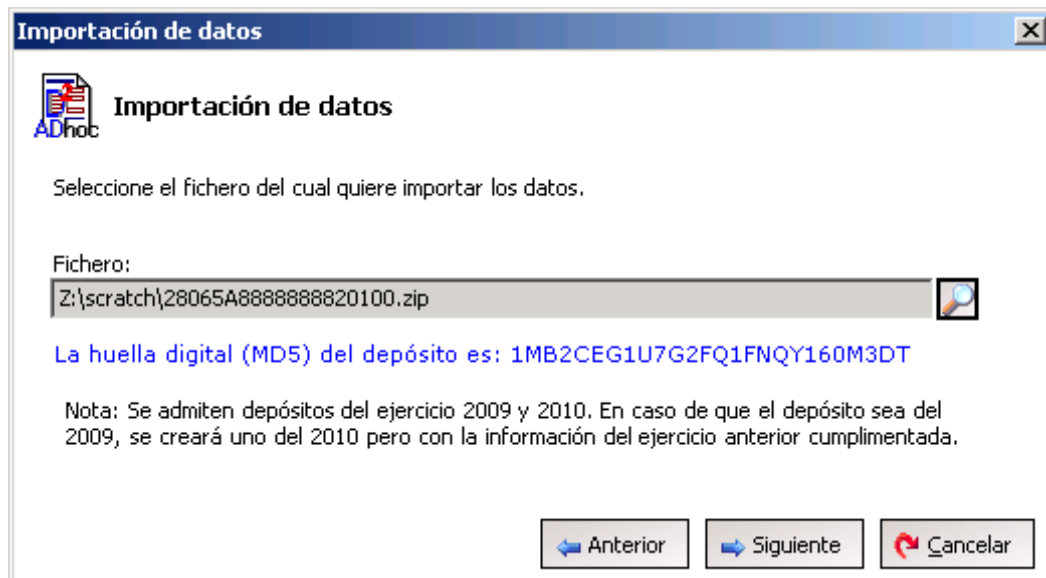 Importación de datos
ADhoc
Importación de datos
Seleccione el fichero del cual quiere importar los datos.
Fichero:
Z:\scratch\28065A8888888820100.zip
La huella digital (MD5) del depósito es: 1MB2CEG1U7G2FQ1FNQY160M3DT
Nota: Se admiten depósitos del ejercicio 2009 y 2010. En caso de que el depósito sea del
2009, se creará uno del 2010 pero con la información del ejercicio anterior cumplimentada.
Anterior
Siguiente
Cancelar